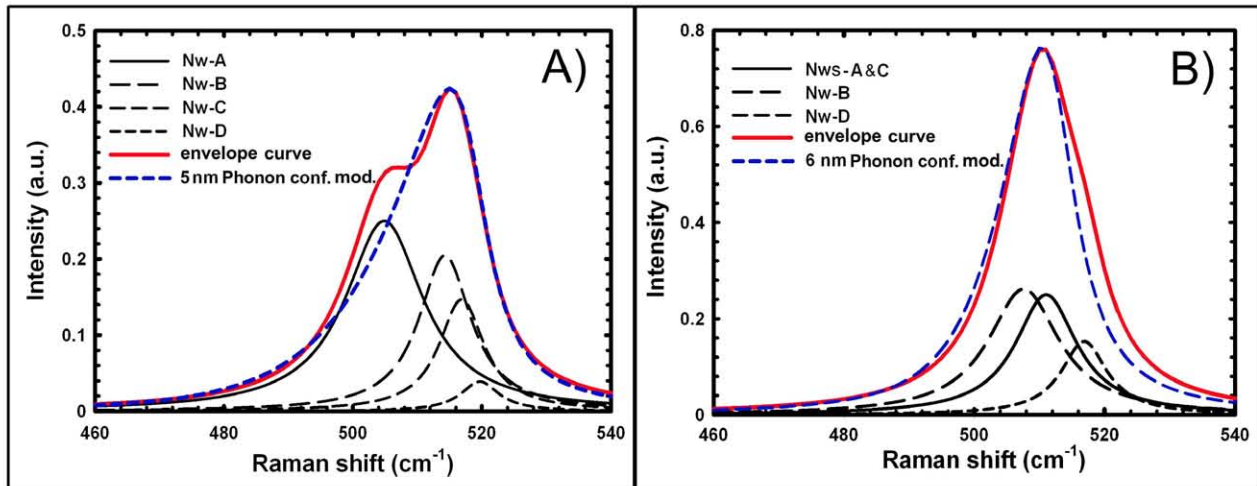 A)
0.5
0.4
0.3
0.2
0.1
0
Intensity (a.u.)
Nw-A
Nw-B
Nw-C
Nw-D
envelope curve
5 nm Phonon conf. mod.
460
480
500
520
540
Raman shift (cm⁻¹)
B)
0.8
0.6
0.4
0.2
0
Intensity (a.u.)
Nws-A&C
Nw-B
Nw-D
envelope curve
6 nm Phonon conf. mod.
460
480
500
520
540
Raman shift (cm⁻¹)